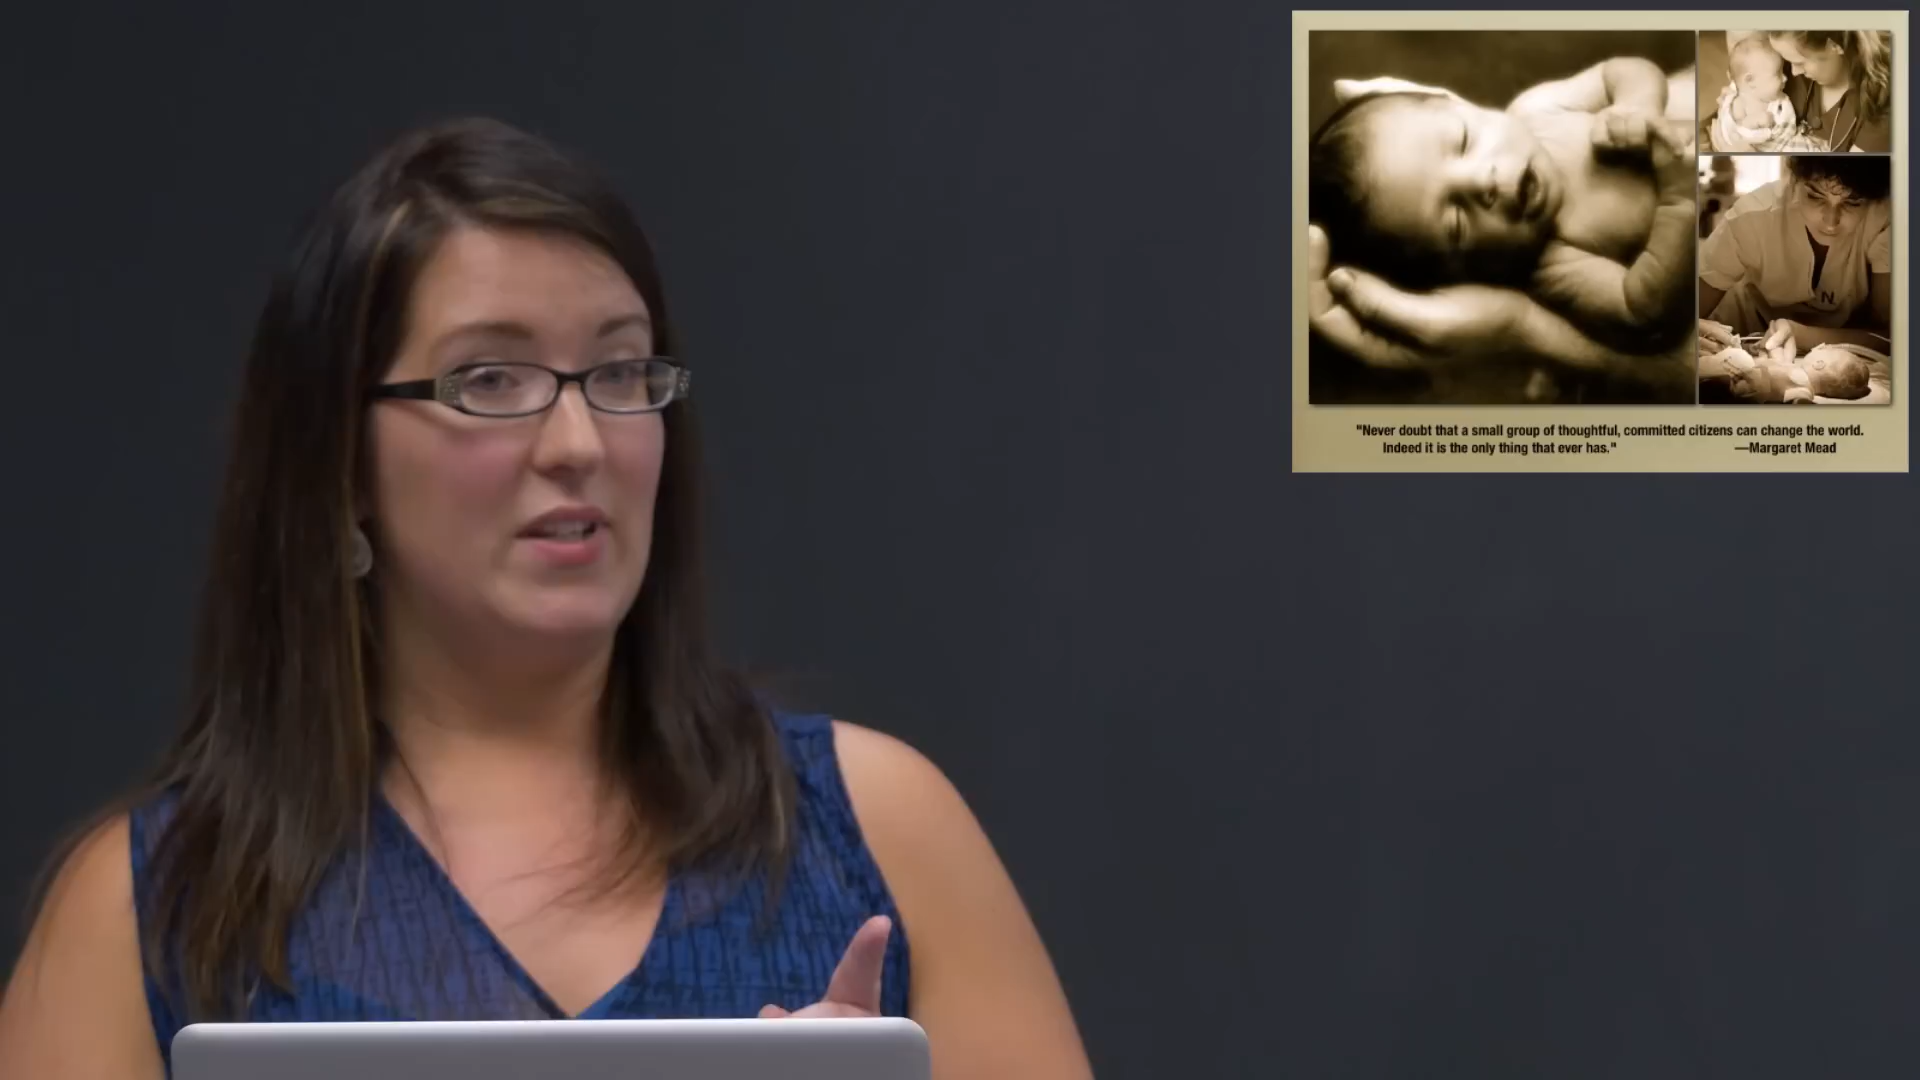 "Never doubt that a small group of thoughtful, committed citizens can change the world.
Indeed it is the only thing that ever has."
—Margaret Mead
N